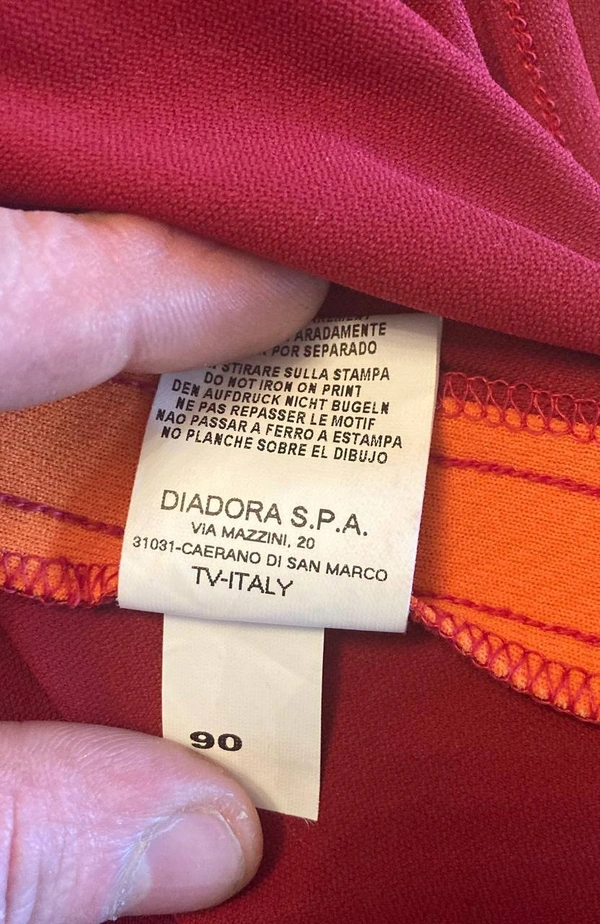 ARADAMENTE
POR SEPARADO
STIRARE SULLA STAMPA
DO NOT IRON ON PRINT
DEN AUFDRUCK NICHT BUGELN
NE PAS REPASSER LE MOTIF
NAO PASSAR A FERRO A ESTAMPA
NO PLANCHE SOBRE EL DIBUJO
DIADORA S.P.A.
VIA MAZZINI, 20
31031-CAERANO DI SAN MARCO
TV-ITALY
90